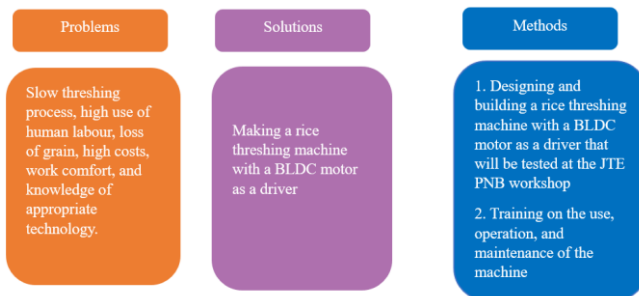 Problems
Slow threshing
process, high use of
human labour, loss
of grain, high costs,
work comfort, and
knowledge of
appropriate
technology.
Solutions
Making a rice
threshing machine
with a BLDC motor
as a driver
Methods
1. Designing and
building a rice threshing
machine with a BLDC
motor as a driver that
will be tested at the JTE
PNB workshop
2. Training on the use,
operation, and
maintenance of the
machine